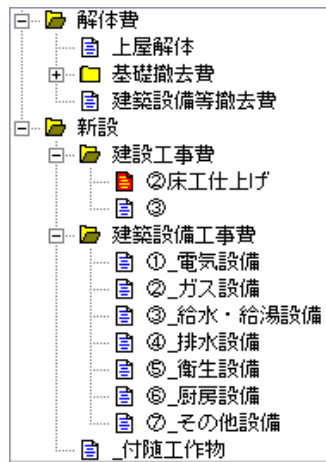 解体費
上屋解体
基礎撤去費
建築設備等撤去費
新設
建設工事費
②床工仕上げ
③
建築設備工事費
①_電気設備
②_ガス設備
③_給水・給湯設備
④_排水設備
⑤_衛生設備
⑥_厨房設備
⑦_その他設備
_付随工作物